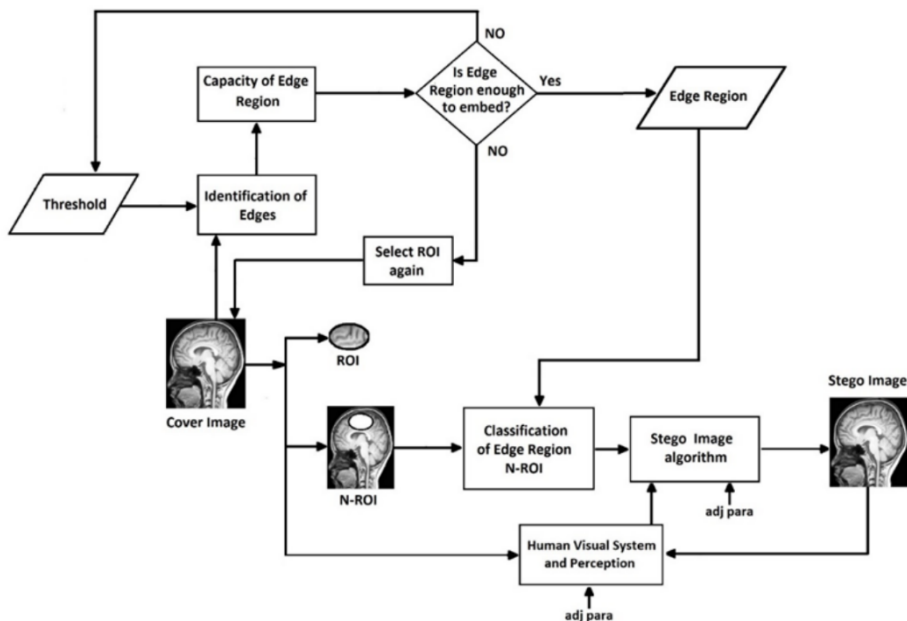 NO
Is Edge
Region enough
to embed?
Yes
Capacity of Edge
Region
Edge Region
NO
Threshold
Identification of
Edges
Select ROI
again
ROI
Cover Image
Stego Image
Classification
of Edge Region
N-ROI
Stego Image
algorithm
N-ROI
adj para
Human Visual System
and Perception
adj para